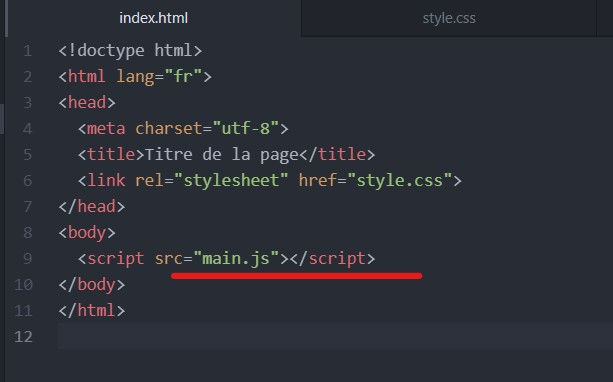 index.html style.css
1 <!doctype html>
2 <html lang="fr">
3 <head>
4   <meta charset="utf-8">
5   <title>Titre de la page</title>
6   <link rel="stylesheet" href="style.css">
7 </head>
8 <body>
9   <script src="main.js"></script>
10 </body>
11 </html>
12